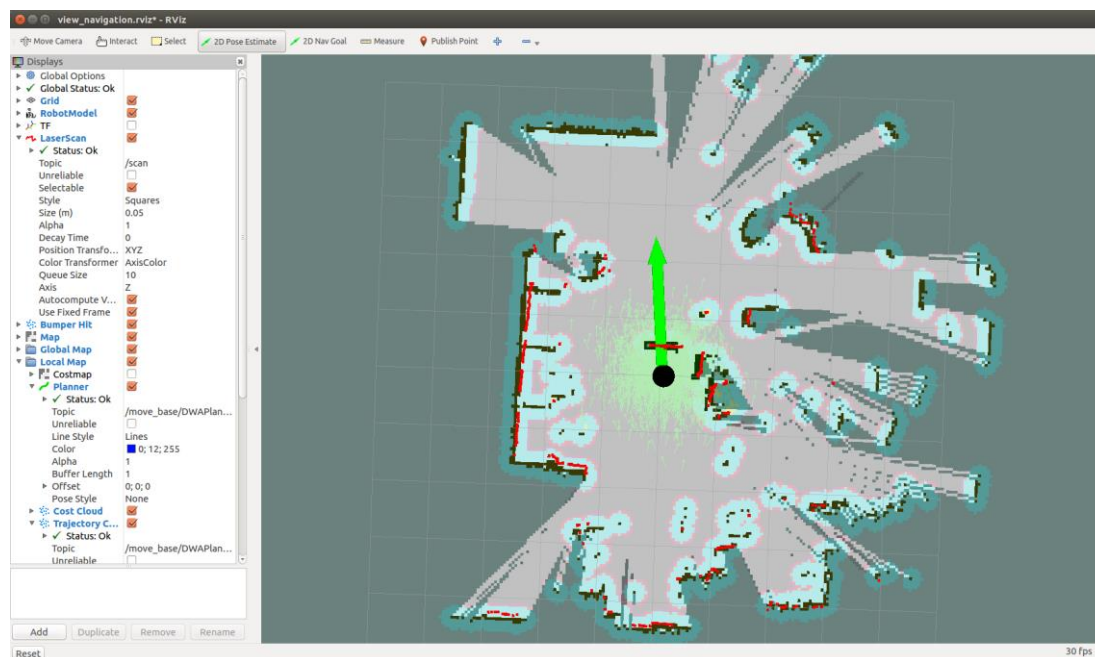 view_navigation.rviz* - RViz
Move Camera Interact Select 2D Pose Estimate 2D Nav Goal Measure Publish Point
Displays
Global Options
Global Status: Ok
Grid
RobotModel
TF
LaserScan
Status: Ok
Topic /scan
Unreliable
Selectable
Style Squares
Size (m) 0.05
Alpha 1
Decay Time 0
Position Transfo... XYZ
Color Transformer AxisColor
Queue Size 10
Axis Z
Autocompute V...
Use Fixed Frame
Bumper Hit
Map
Global Map
Local Map
Costmap
Planner
Status: Ok
Topic /move_base/DWAPlan...
Unreliable
Line Style Lines
Color 0; 12; 255
Alpha 1
Buffer Length 1
Offset 0; 0; 0
Pose Style None
Cost Cloud
Trajectory C...
Status: Ok
Topic /move_base/DWAPlan...
Unreliable
Add Duplicate Remove Rename
Reset 30 fps